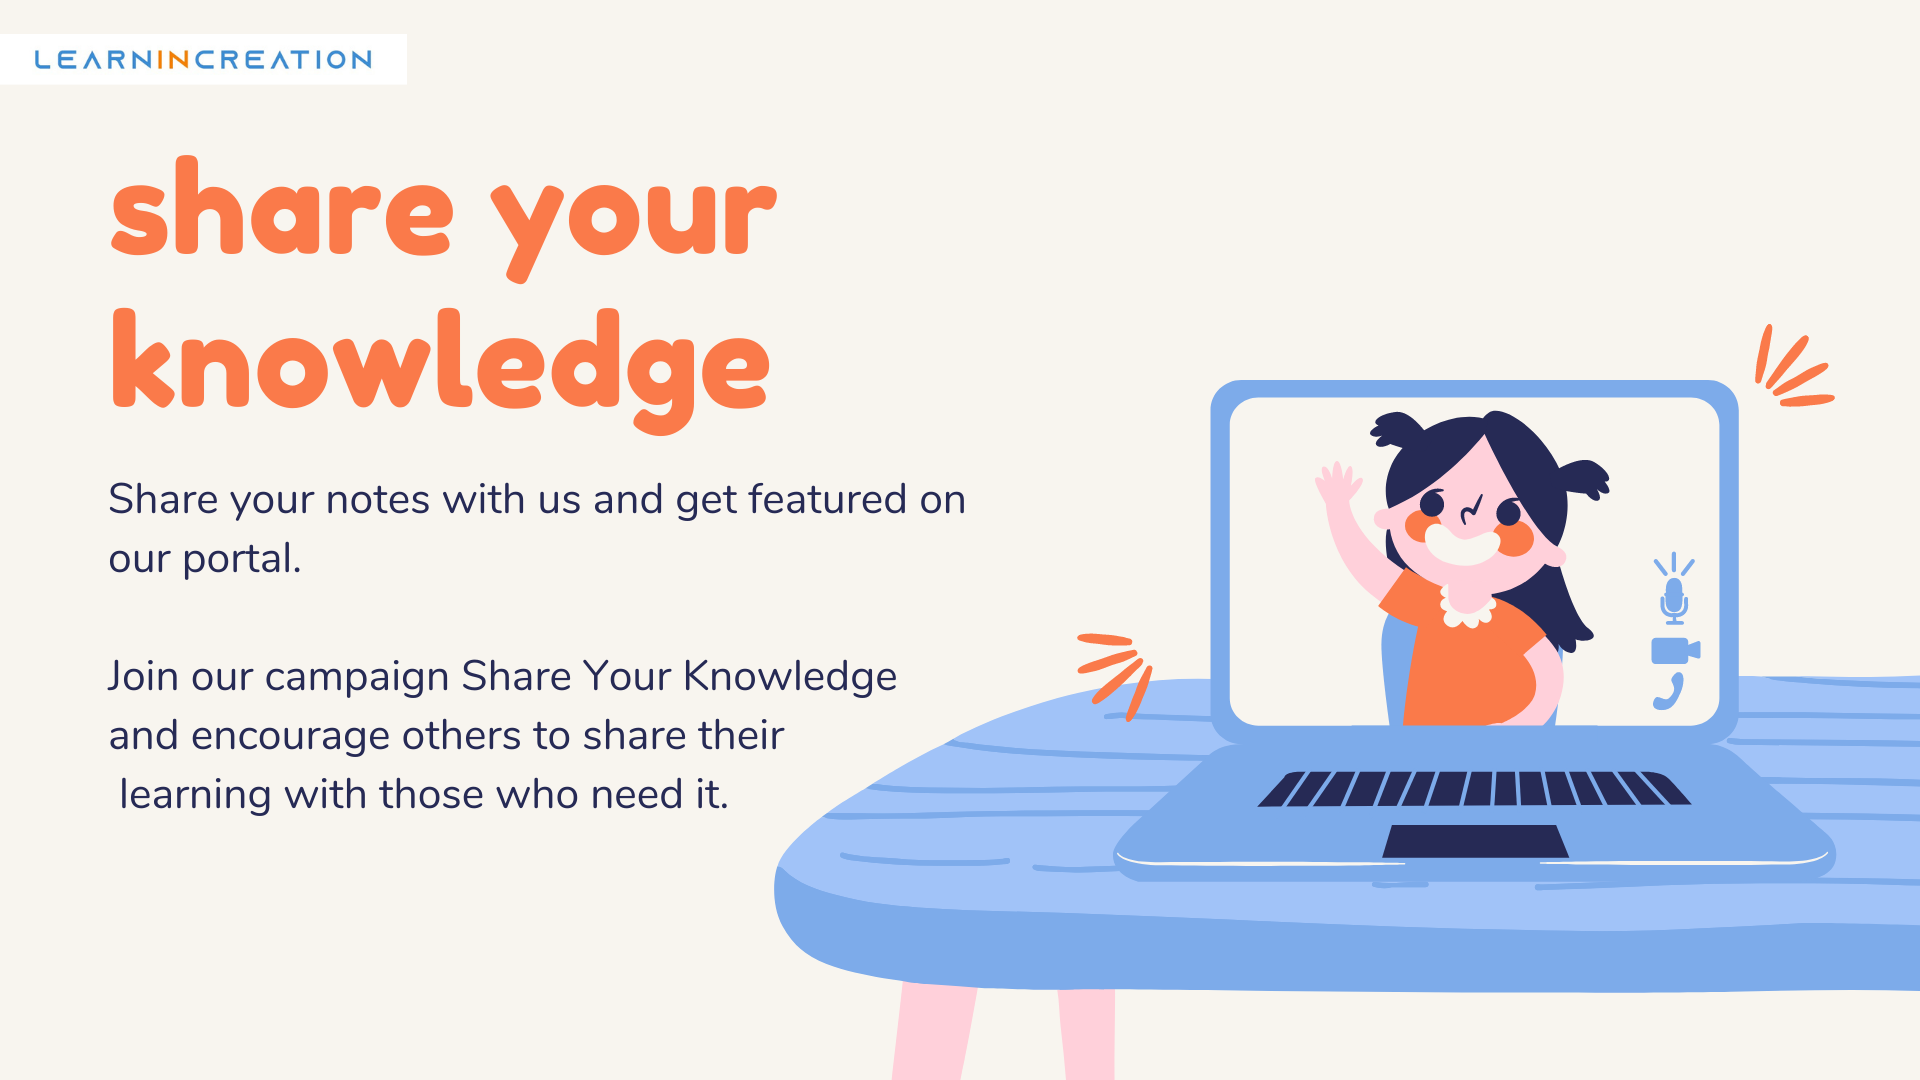 LEARNINCREATION
share your
knowledge
Share your notes with us and get featured on
our portal.
Join our campaign Share Your Knowledge
and encourage others to share their
learning with those who need it.